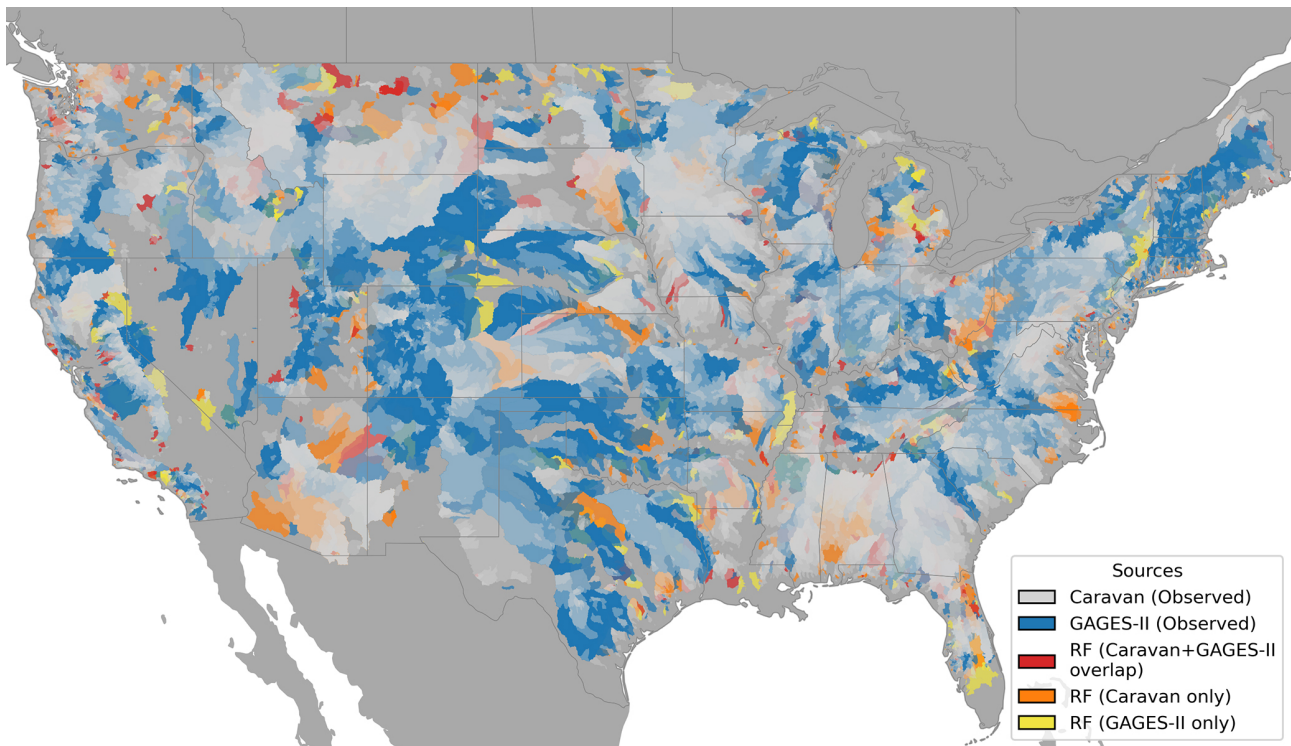 Sources
Caravan (Observed)
GAGES-II (Observed)
RF (Caravan+GAGES-II
overlap)
RF (Caravan only)
RF (GAGES-II only)